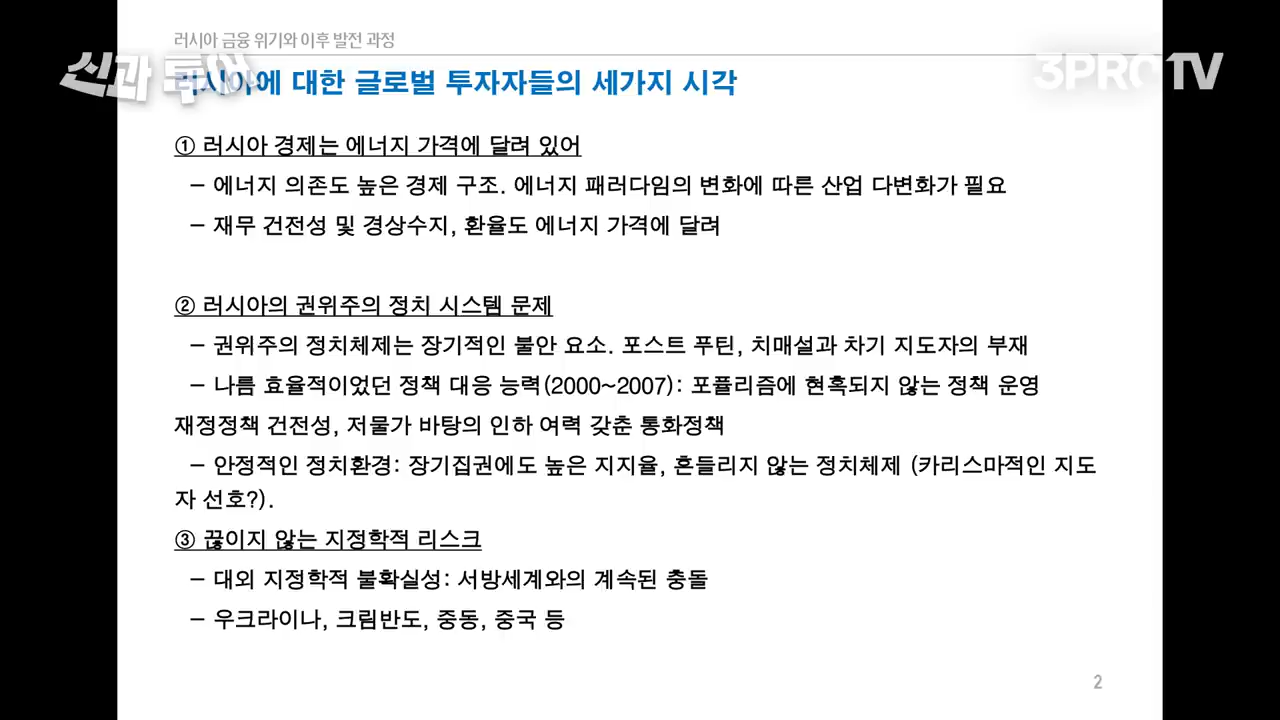 러시아 금융 위기와 이후 발전 과정
신과 투어
3PROTV
러시아에 대한 글로벌 투자자들의 세가지 시각
① 러시아 경제는 에너지 가격에 달려 있어
– 에너지 의존도 높은 경제 구조. 에너지 패러다임의 변화에 따른 산업 다변화가 필요
– 재무 건전성 및 경상수지, 환율도 에너지 가격에 달려
② 러시아의 권위주의 정치 시스템 문제
– 권위주의 정치체제는 장기적인 불안 요소. 포스트 푸틴, 치매설과 차기 지도자의 부재
– 나름 효율적이었던 정책 대응 능력(2000~2007): 포퓰리즘에 현혹되지 않는 정책 운영
재정정책 건전성, 저물가 바탕의 인하 여력 갖춘 통화정책
– 안정적인 정치환경: 장기집권에도 높은 지지율, 흔들리지 않는 정치체제 (카리스마적인 지도
자 선호?).
③ 끊이지 않는 지정학적 리스크
– 대외 지정학적 불확실성: 서방세계와의 계속된 충돌
– 우크라이나, 크림반도, 중동, 중국 등
2